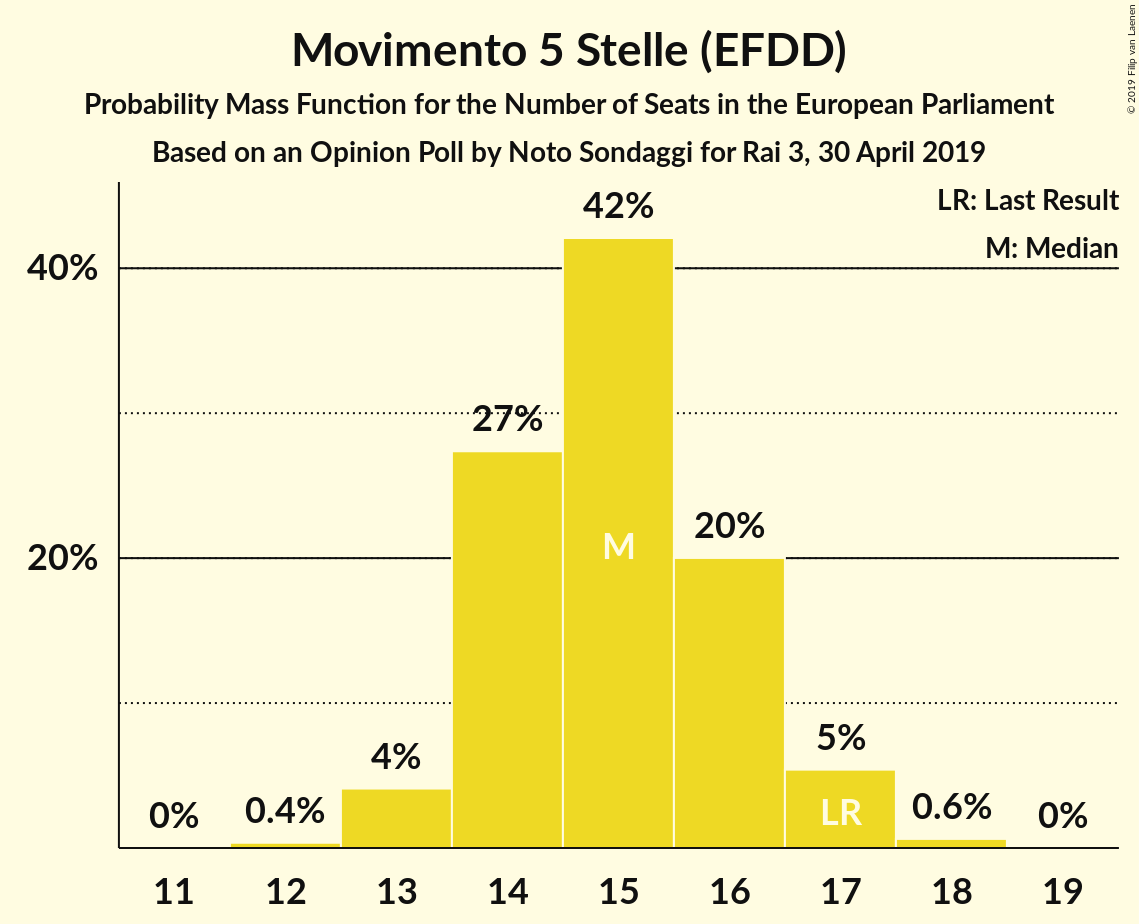 Movimento 5 Stelle (EFDD)
Probability Mass Function for the Number of Seats in the European Parliament
Based on an Opinion Poll by Noto Sondaggi for Rai 3, 30 April 2019
© 2019 Filip van Laenen
LR: Last Result
M: Median
40%
20%
0%
0.4%
4%
27%
42%
20%
5%
0.6%
0%
M
LR
11 12 13 14 15 16 17 18 19